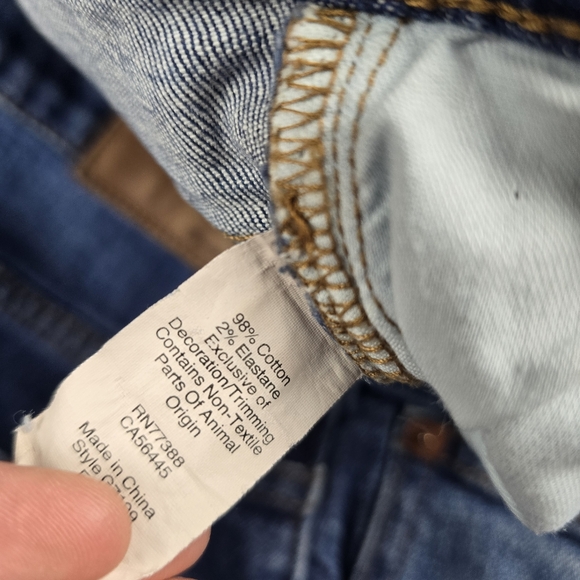 98% Cotton
2% Elastane
Exclusive of
Decoration/Trimming
Contains Non-Textile
Parts Of Animal
Origin
RN77388
CA56445
Made in China
Style